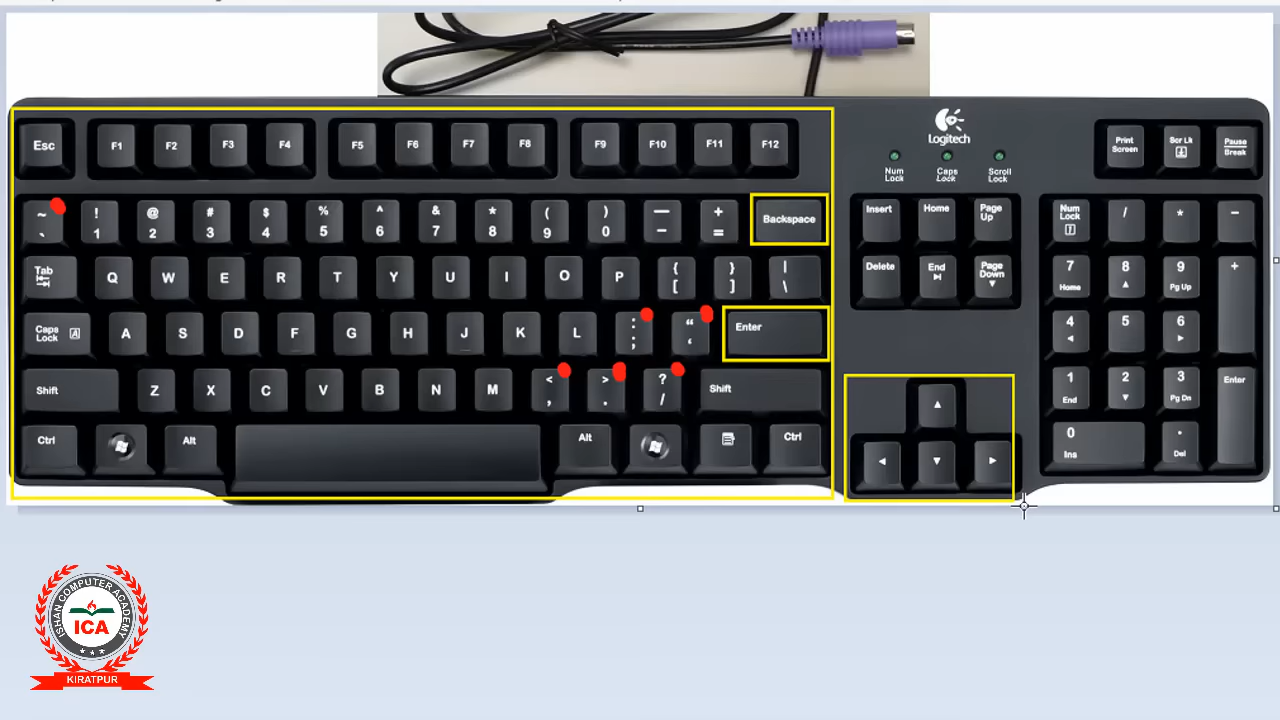 Logitech
Esc F1 F2 F3 F4 F5 F6 F7 F8 F9 F10 F11 F12
Print Screen
Scr Lk
Pause Break
Num Lock
Caps Lock
Scroll Lock
~ `
! 1
@ 2
# 3
$ 4
% 5
^ 6
& 7
* 8
( 9
) 0
— −
+ =
Backspace
Insert
Home
Page Up
Num Lock
/ * −
Tab
Q W E R T Y U I O P
{ [
} ]
| \
Delete
End
Page Down
7 Home
8
9 Pg Up
+
Caps Lock
A
A S D F G H J K L
: ;
“ ‘
Enter
4
5
6
Shift
Z X C V B N M
< ,
> .
? /
Shift
1 End
2
3 Pg Dn
Enter
Ctrl
Alt
Alt
Ctrl
0 Ins
. Del
ISHAN COMPUTER ACADEMY
ICA
KIRATPUR